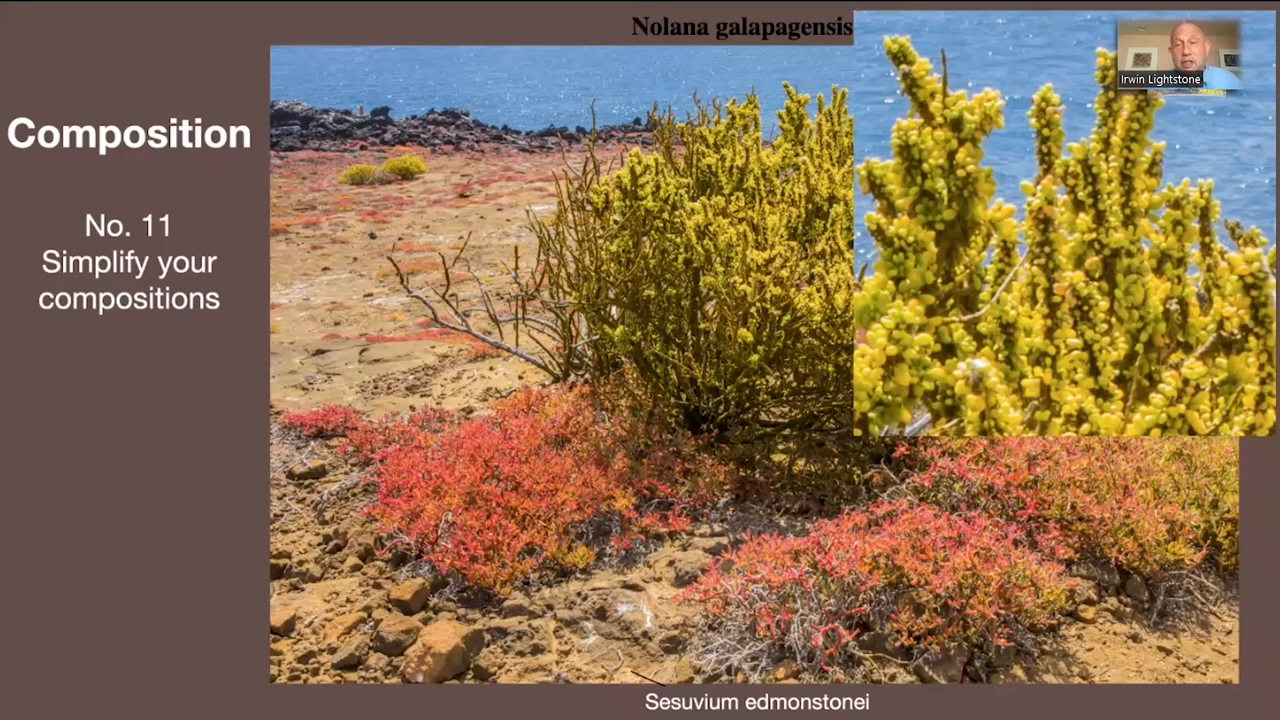 Nolana galapagensis
Irwin Lightstone
Composition
No. 11
Simplify your
compositions
Sesuvium edmonstonei